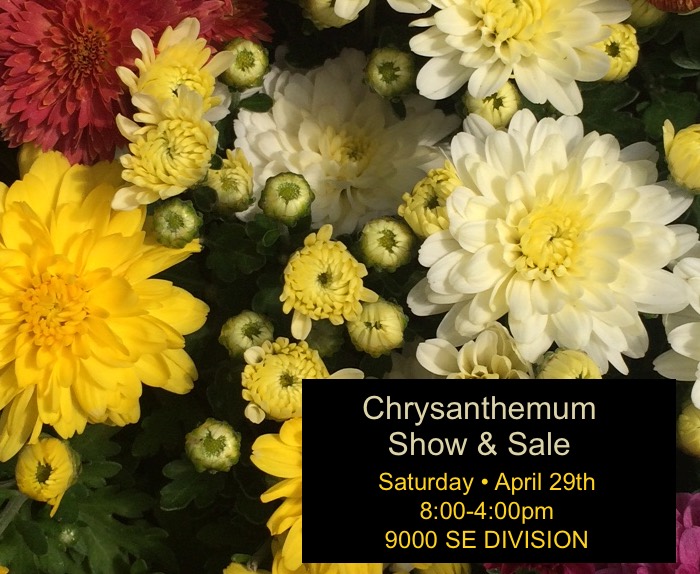 Chrysanthemum
Show & Sale
Saturday • April 29th
8:00-4:00pm
9000 SE DIVISION